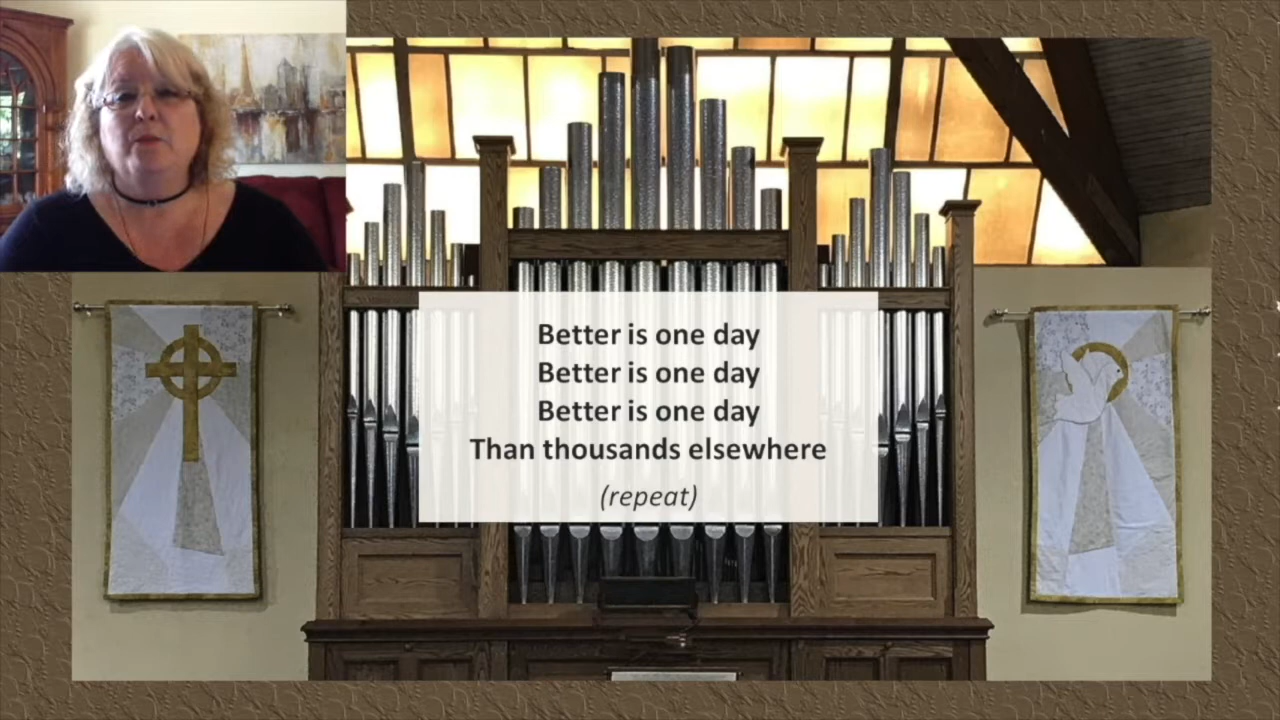 Better is one day
Better is one day
Better is one day
Than thousands elsewhere
(repeat)